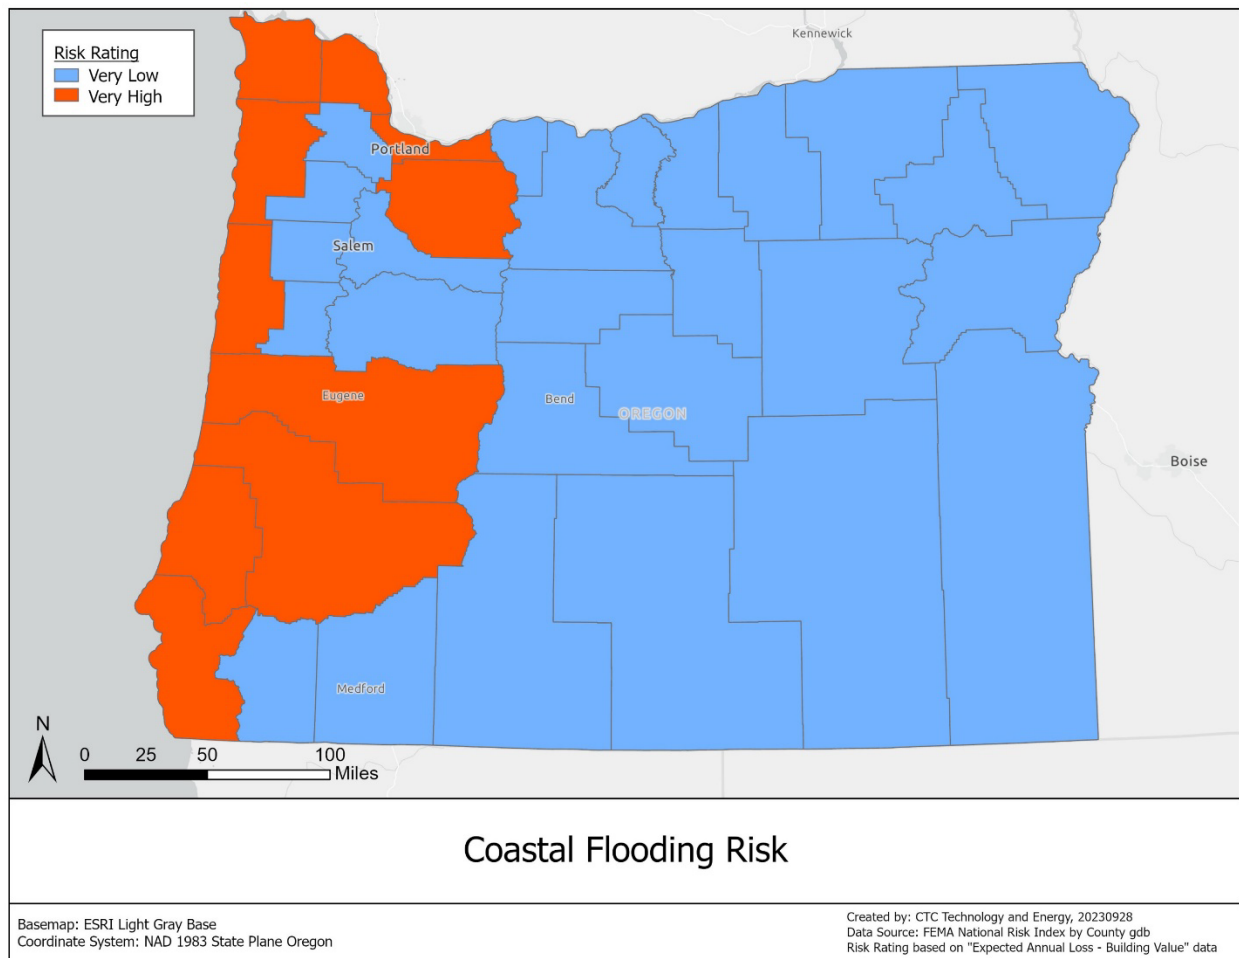 Risk Rating
Very Low
Very High
Kennewick
Portland
Salem
Eugene
Bend
OREGON
Boise
Medford
N
0 25 50 100
Miles
Coastal Flooding Risk
Basemap: ESRI Light Gray Base
Coordinate System: NAD 1983 State Plane Oregon
Created by: CTC Technology and Energy, 20230928
Data Source: FEMA National Risk Index by County gdb
Risk Rating based on "Expected Annual Loss - Building Value" data